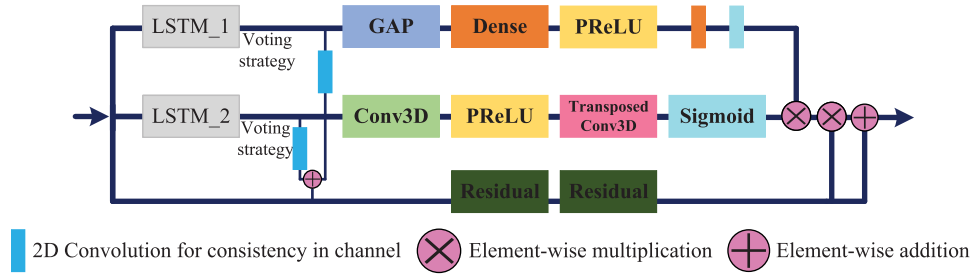 LSTM_1
Voting
strategy
GAP
Dense
PReLU
LSTM_2
Voting
strategy
Conv3D
PReLU
Transposed
Conv3D
Sigmoid
Residual
Residual
2D Convolution for consistency in channel
Element-wise multiplication
Element-wise addition